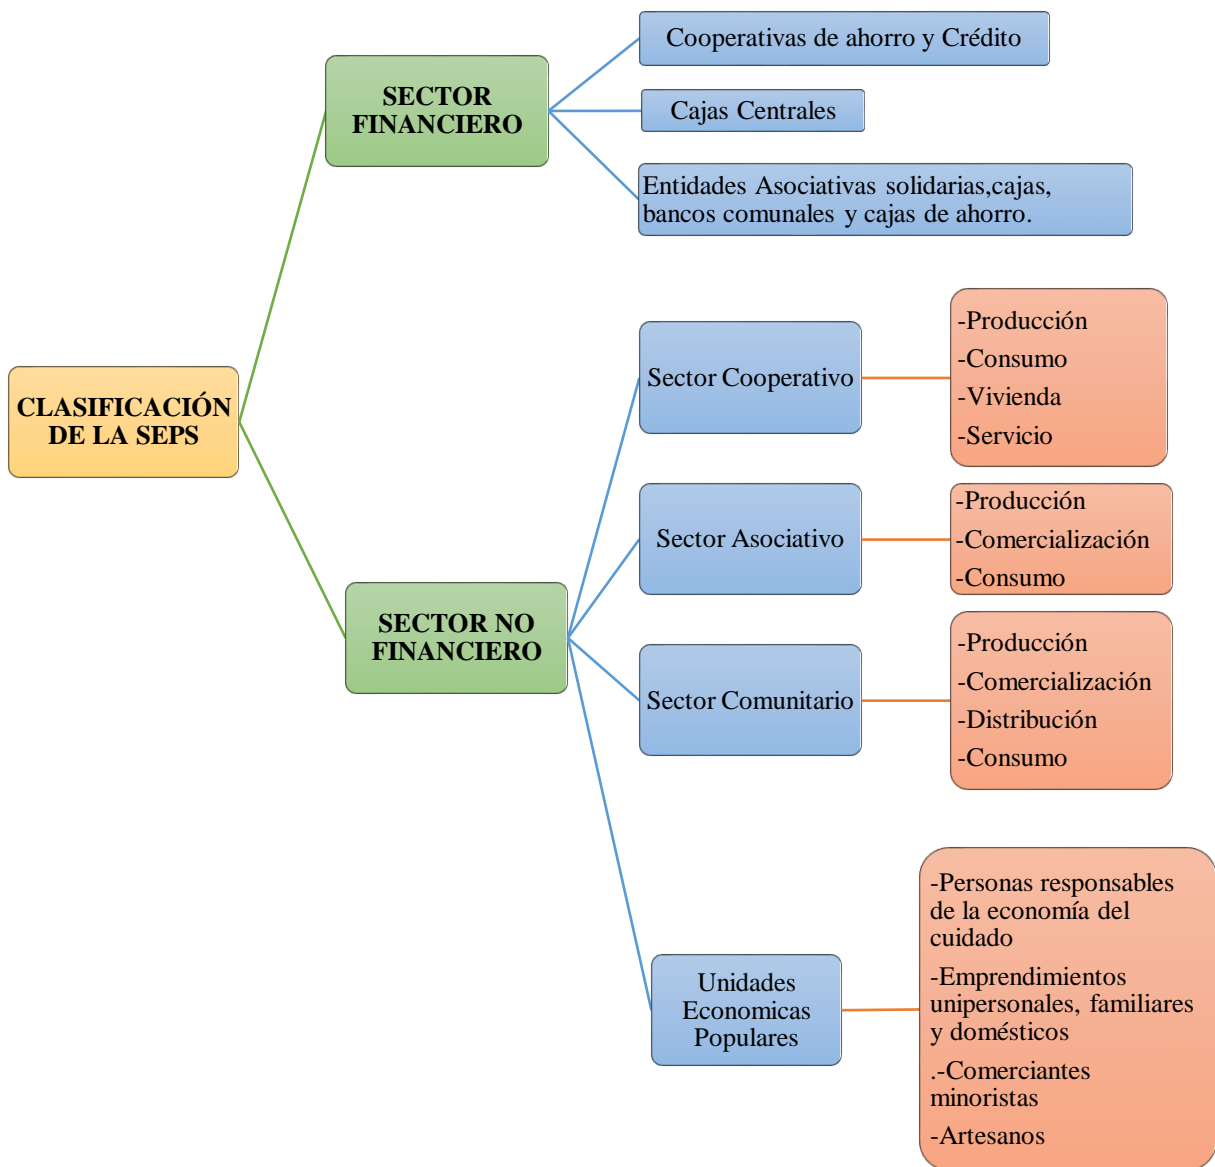 CLASIFICACIÓN
DE LA SEPS
SECTOR
FINANCIERO
Cooperativas de ahorro y Crédito
Cajas Centrales
Entidades Asociativas solidarias,cajas,
bancos comunales y cajas de ahorro.
SECTOR NO
FINANCIERO
Sector Cooperativo
-Producción
-Consumo
-Vivienda
-Servicio
Sector Asociativo
-Producción
-Comercialización
-Consumo
Sector Comunitario
-Producción
-Comercialización
-Distribución
-Consumo
Unidades
Economicas
Populares
-Personas responsables
de la economía del
cuidado
-Emprendimientos
unipersonales, familiares
y domésticos
.-Comerciantes
minoristas
-Artesanos